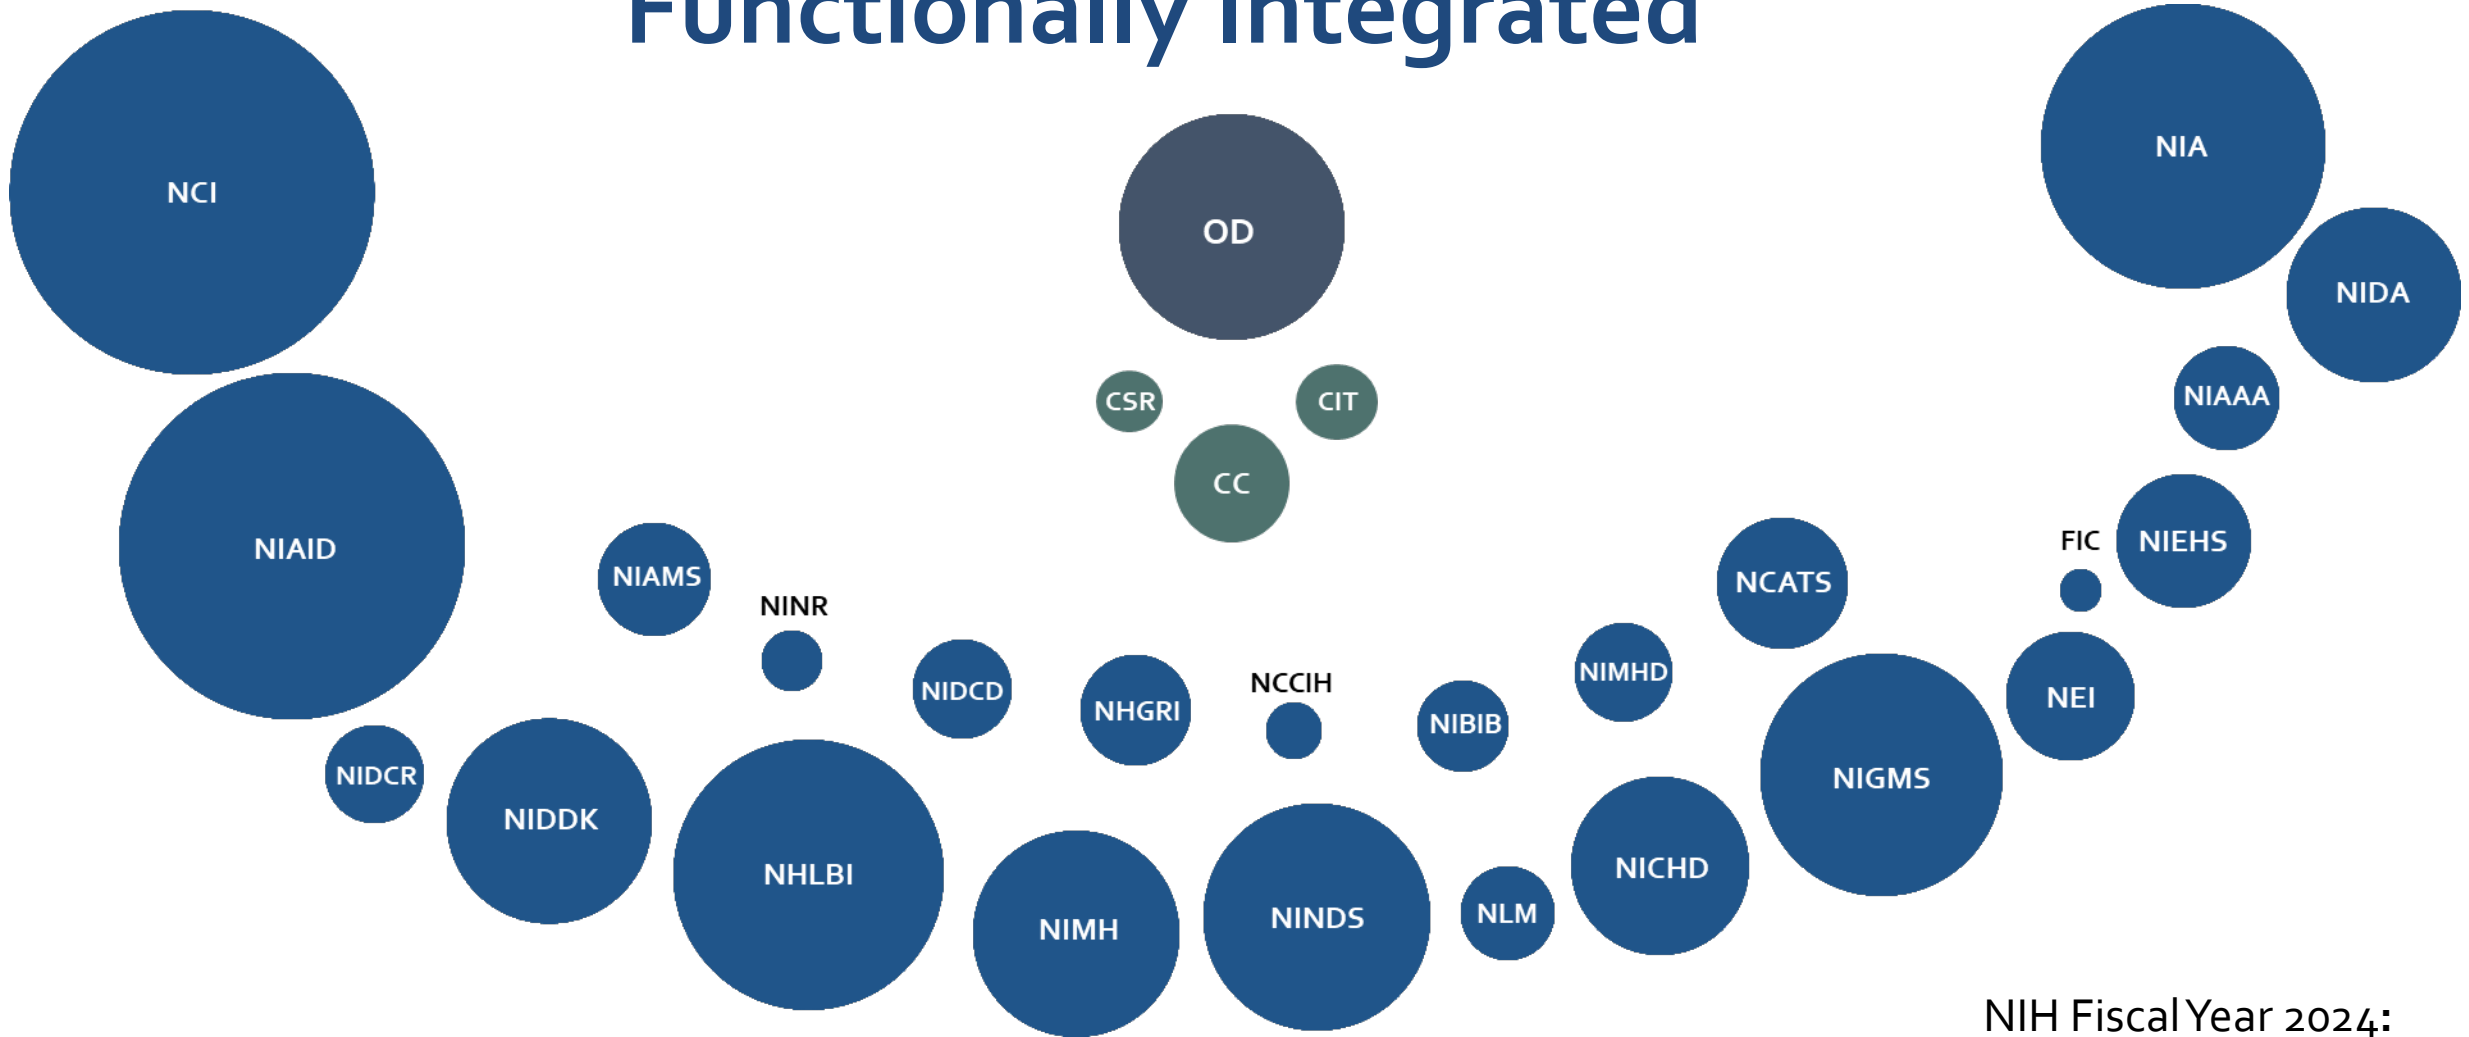 Functionally Integrated
NCI
NIA
OD
NIDA
CSR
CIT
NIAAA
CC
NIAID
NIAMS
NINR
NCATS
FIC
NIEHS
NIDCD
NHGRI
NCCIH
NIBIB
NIMHD
NEI
NIDCR
NIDDK
NHLBI
NIMH
NINDS
NLM
NICHD
NIGMS
NIH Fiscal Year 2024: